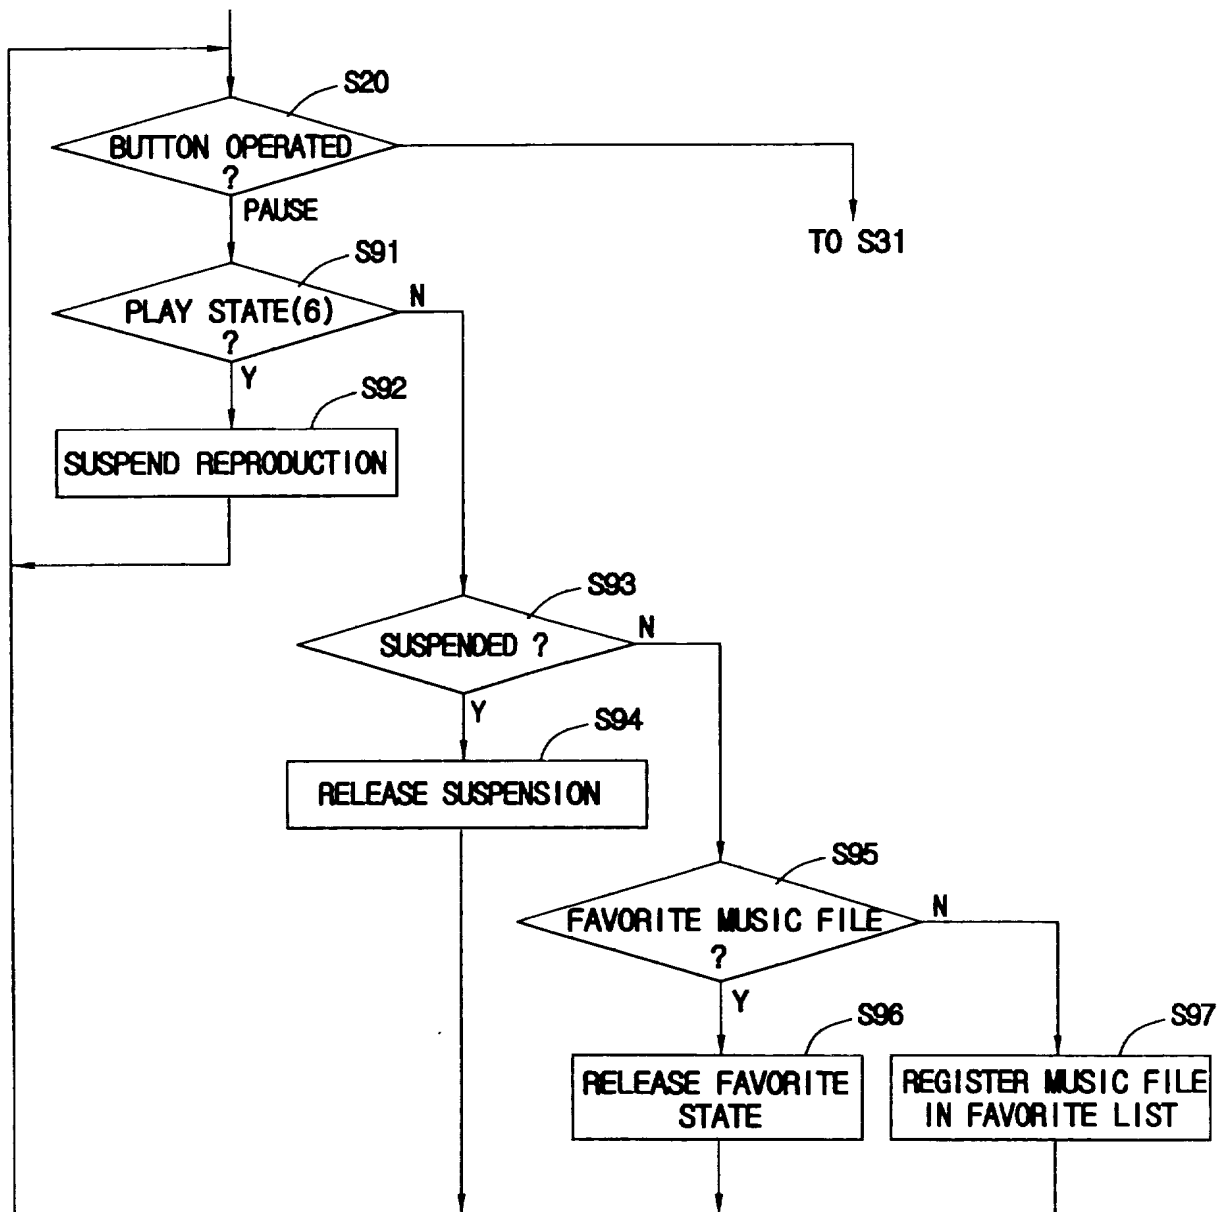 S20
BUTTON OPERATED
?
PAUSE
TO S31
S91
PLAY STATE(6)
?
N
Y
S92
SUSPEND REPRODUCTION
S93
SUSPENDED ?
N
Y
S94
RELEASE SUSPENSION
S95
FAVORITE MUSIC FILE
?
N
Y
S96
RELEASE FAVORITE
STATE
S97
REGISTER MUSIC FILE
IN FAVORITE LIST